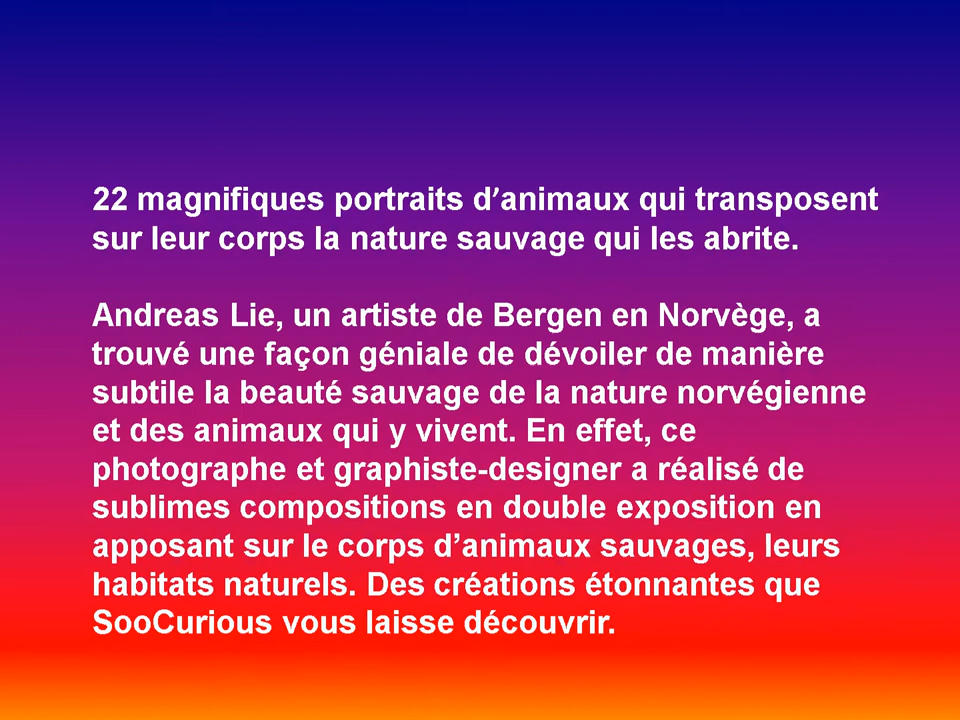 22 magnifiques portraits d’animaux qui transposent
sur leur corps la nature sauvage qui les abrite.
Andreas Lie, un artiste de Bergen en Norvège, a
trouvé une façon géniale de dévoiler de manière
subtile la beauté sauvage de la nature norvégienne
et des animaux qui y vivent. En effet, ce
photographe et graphiste-designer a réalisé de
sublimes compositions en double exposition en
apposant sur le corps d’animaux sauvages, leurs
habitats naturels. Des créations étonnantes que
SooCurious vous laisse découvrir.